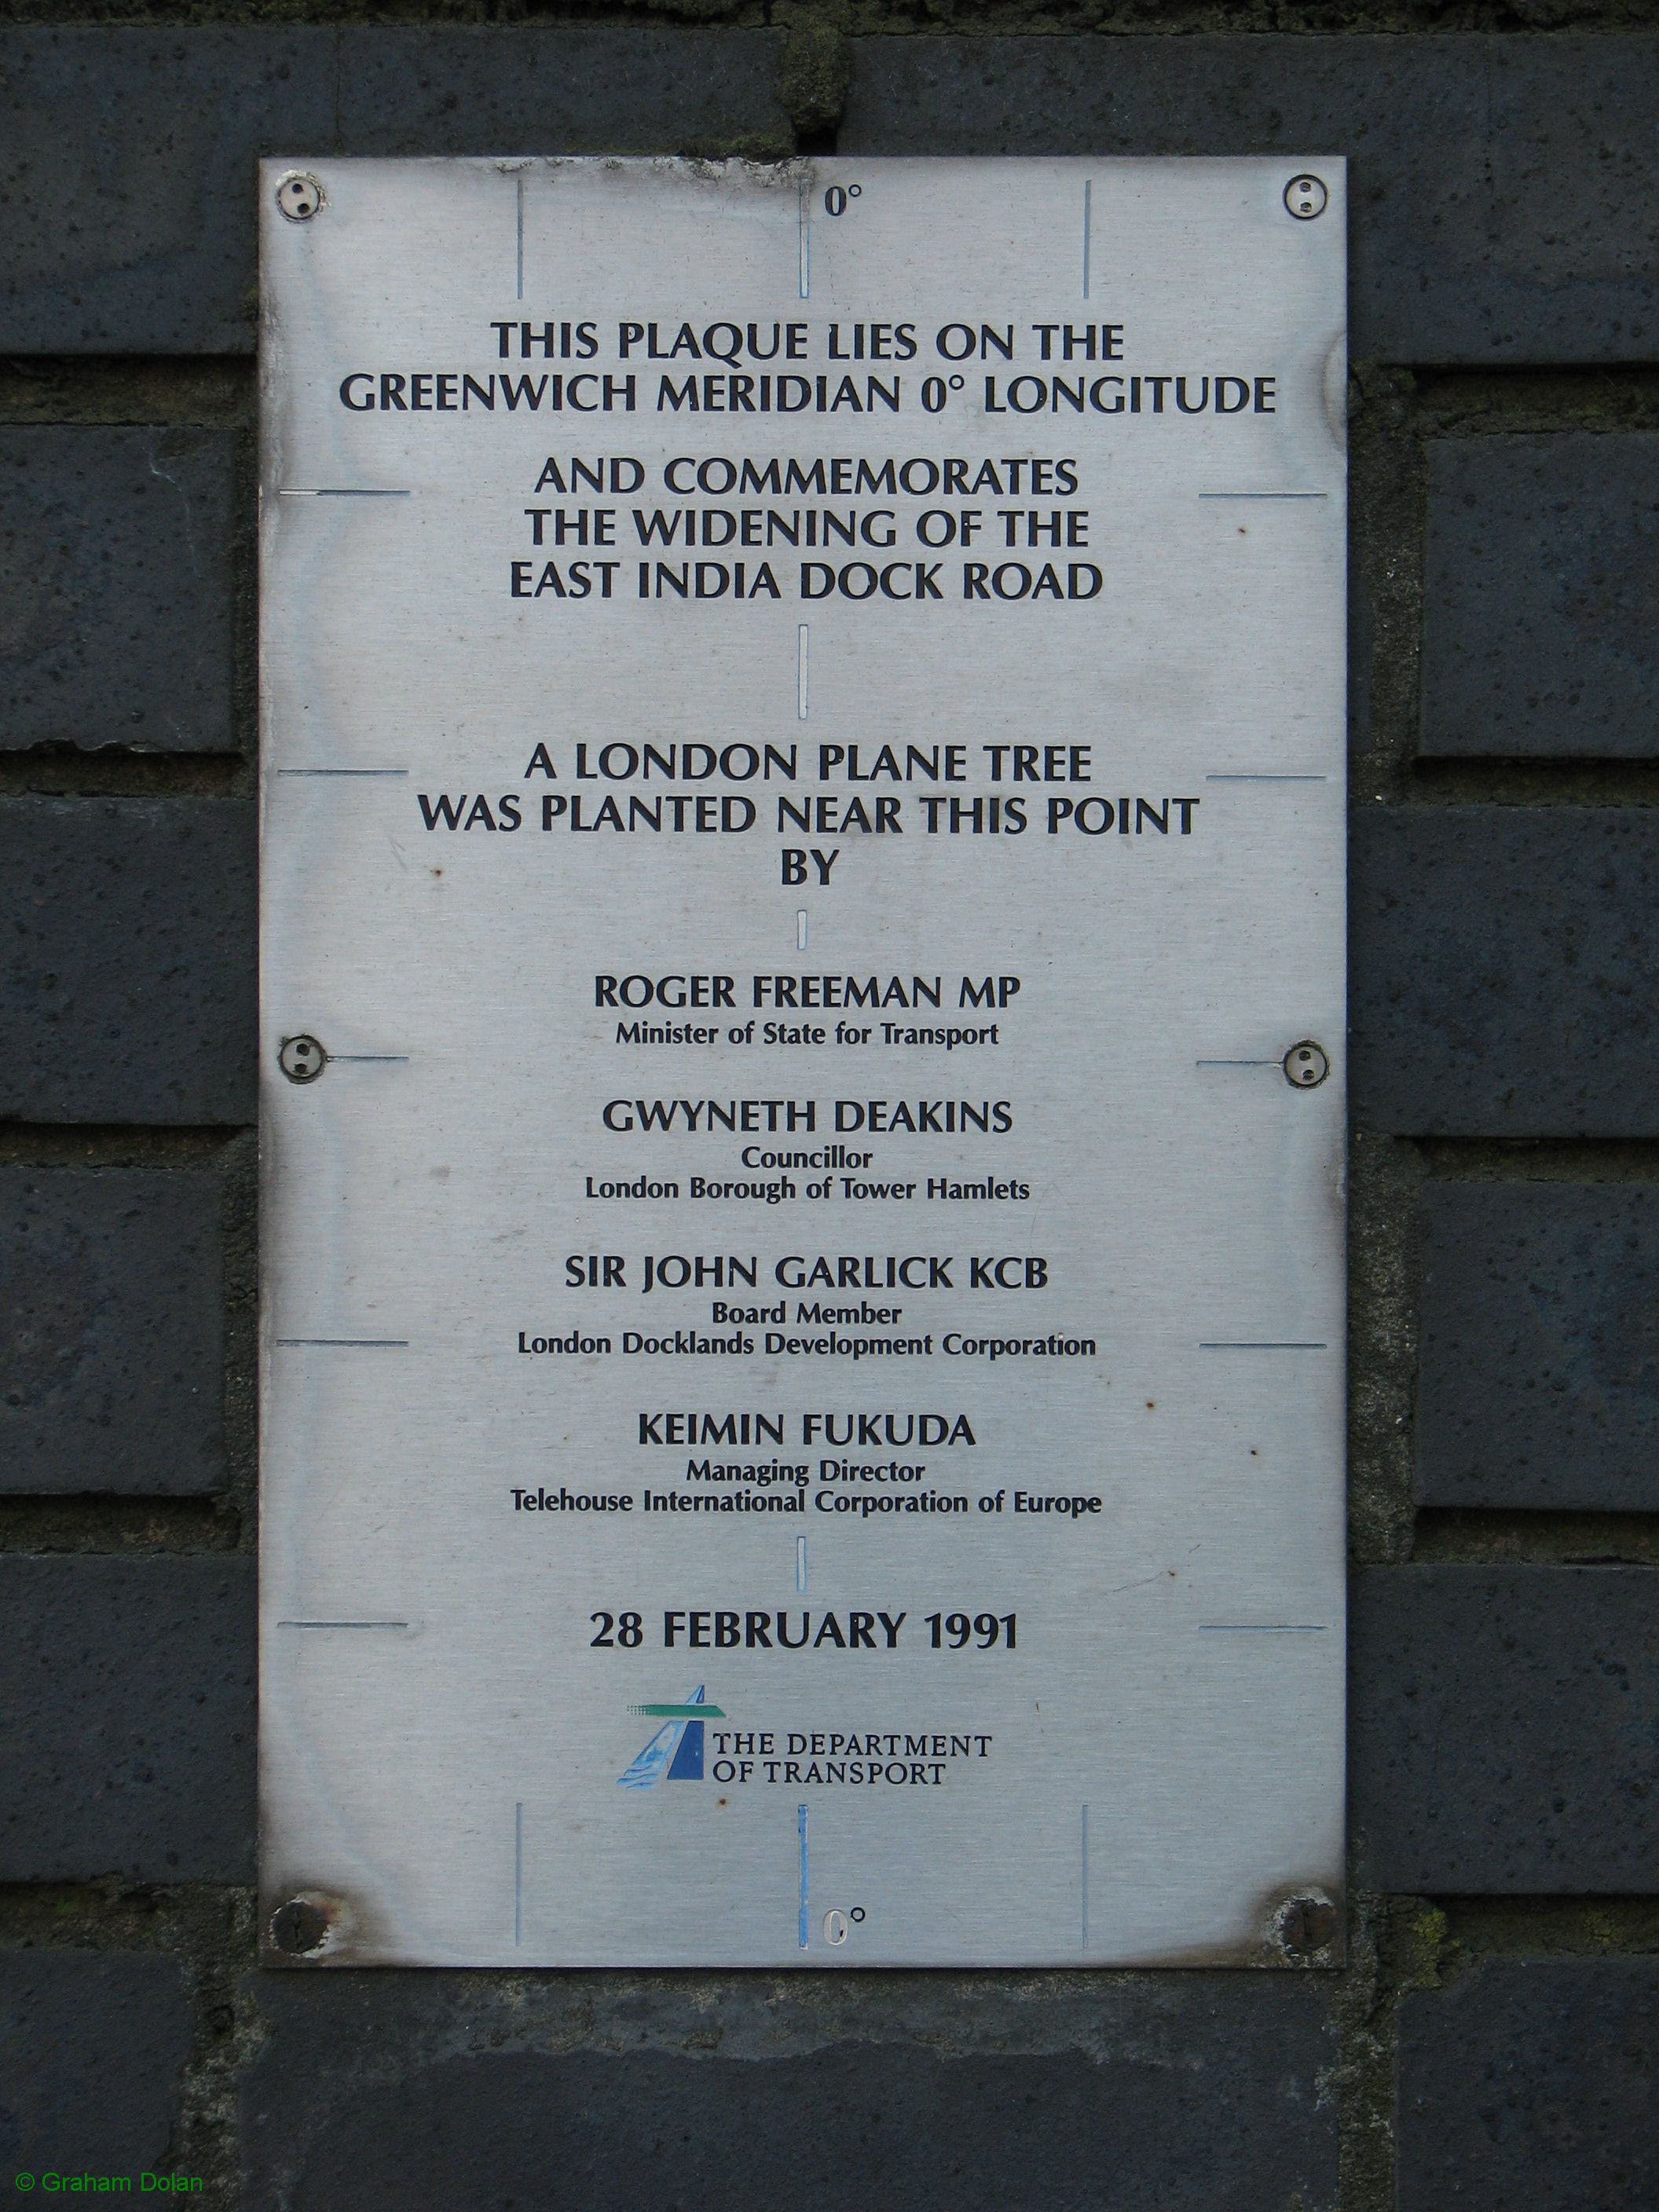 0°
THIS PLAQUE LIES ON THE
GREENWICH MERIDIAN 0° LONGITUDE
AND COMMEMORATES
THE WIDENING OF THE
EAST INDIA DOCK ROAD
A LONDON PLANE TREE
WAS PLANTED NEAR THIS POINT
BY
ROGER FREEMAN MP
Minister of State for Transport
GWYNETH DEAKINS
Councillor
London Borough of Tower Hamlets
SIR JOHN GARLICK KCB
Board Member
London Docklands Development Corporation
KEIMIN FUKUDA
Managing Director
Telehouse International Corporation of Europe
28 FEBRUARY 1991
THE DEPARTMENT
OF TRANSPORT
0°
© Graham Dolan